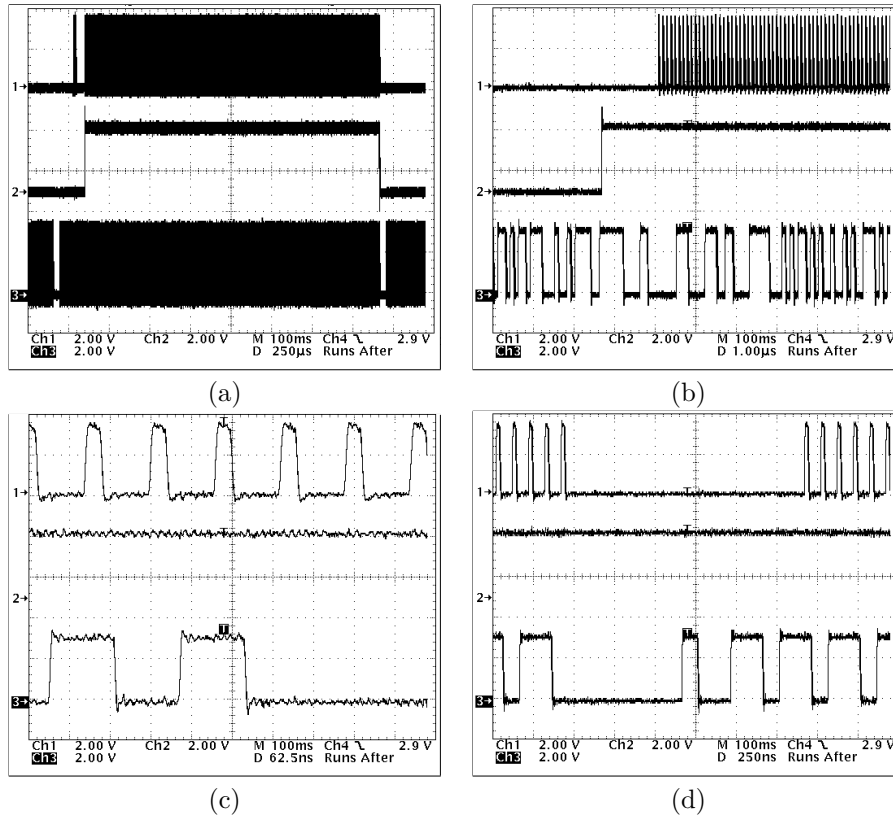 1→
2→
3→
Ch1 2.00 V Ch2 2.00 V M 100ms Ch4 2.9 V
Ch3 2.00 V D 250µs Runs After
(a)
1→
2→
3→
Ch1 2.00 V Ch2 2.00 V M 100ms Ch4 2.9 V
Ch3 2.00 V D 1.00µs Runs After
(b)
1→
T
T
2→
T
3→
Ch1 2.00 V Ch2 2.00 V M 100ms Ch4 2.9 V
Ch3 2.00 V D 62.5ns Runs After
(c)
1→
T
T
2→
T
3→
Ch1 2.00 V Ch2 2.00 V M 100ms Ch4 2.9 V
Ch3 2.00 V D 250ns Runs After
(d)